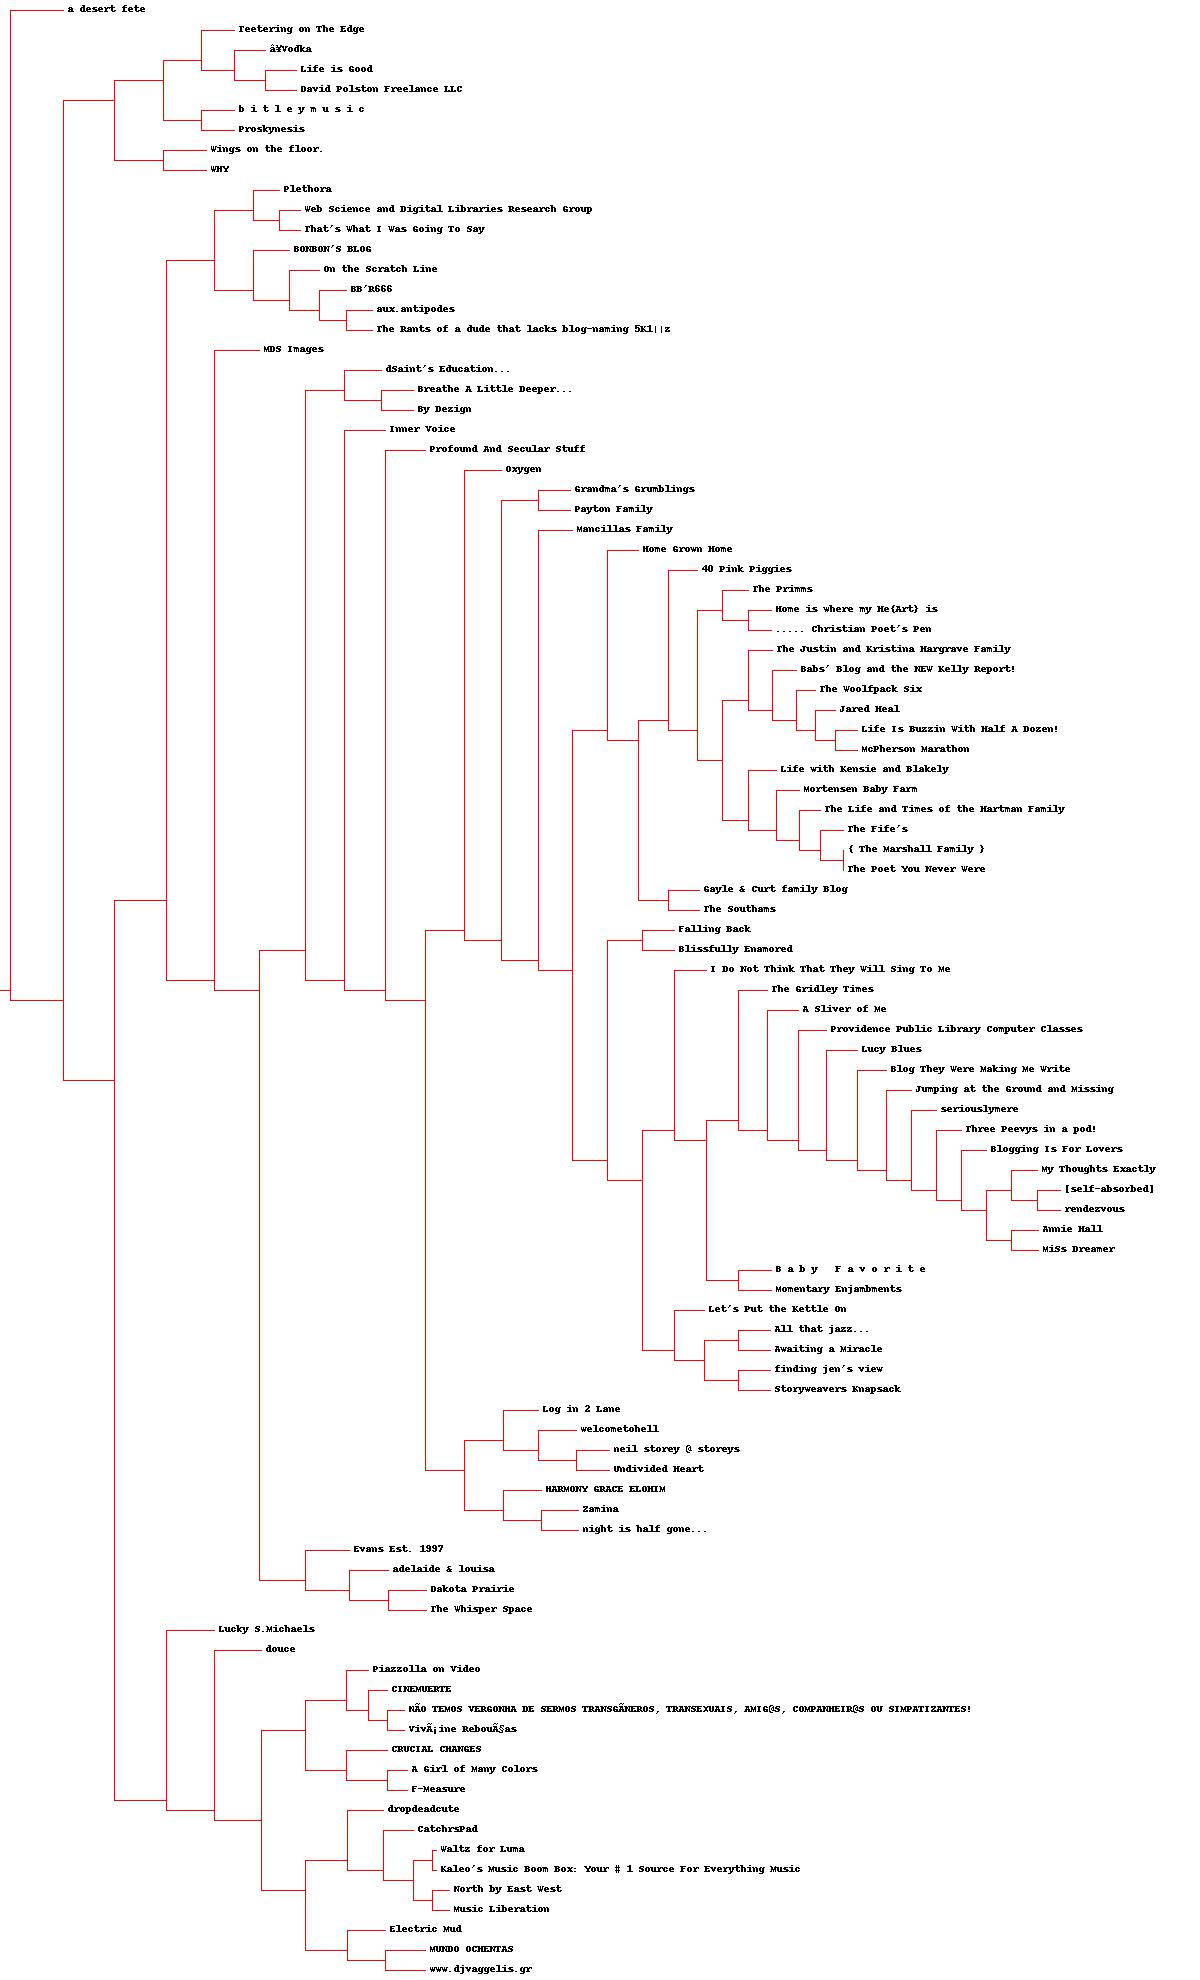 a desert fete
Teetering on The Edge
â¥Vodka
Life is Good
David Polston Freelance LLC
b i t l e y m u s i c
Proskynesis
Wings on the floor.
WHY
Plethora
Web Science and Digital Libraries Research Group
That's What I Was Going To Say
BONBON'S BLOG
On the Scratch Line
BB'R666
aux.antipodes
The Rants of a dude that lacks blog-naming 5K1||z
MDS Images
dSaint's Education...
Breathe A Little Deeper...
By Dezign
Inner Voice
Profound And Secular Stuff
Oxygen
Grandma's Grumblings
Payton Family
Mancillas Family
Home Grown Home
40 Pink Piggies
The Primms
Home is where my He{Art} is
..... Christian Poet's Pen
The Justin and Kristina Hargrave Family
Babs' Blog and the NEW Kelly Report!
The Woolfpack Six
Jared Heal
Life Is Buzzin With Half A Dozen!
McPherson Marathon
Life with Kensie and Blakely
Mortensen Baby Farm
The Life and Times of the Hartman Family
The Fife's
{ The Marshall Family }
The Poet You Never Were
Gayle & Curt family Blog
The Southams
Falling Back
Blissfully Enamored
I Do Not Think That They Will Sing To Me
The Gridley Times
A Sliver of Me
Providence Public Library Computer Classes
Lucy Blues
Blog They Were Making Me Write
Jumping at the Ground and Missing
seriouslymere
Three Peevys in a pod!
Blogging Is For Lovers
My Thoughts Exactly
[self-absorbed]
rendezvous
Annie Hall
MiSs Dreamer
B a b y   F a v o r i t e
Momentary Enjambments
Let's Put the Kettle On
All that jazz...
Awaiting a Miracle
finding jen's view
Storyweavers Knapsack
Log in 2 Lane
welcometohell
neil storey @ storeys
Undivided Heart
HARMONY GRACE ELOHIM
Zamina
night is half gone...
Evans Est. 1997
adelaide & louisa
Dakota Prairie
The Whisper Space
Lucky S.Michaels
douce
Piazzolla on Video
CINEMUERTE
NÃO TEMOS VERGONHA DE SERMOS TRANSGÃNEROS, TRANSEXUAIS, AMIG@S, COMPANHEIR@S OU SIMPATIZANTES!
VivÃ¡ine RebouÃ§as
CRUCIAL CHANGES
A Girl of Many Colors
F-Measure
dropdeadcute
CatchrsPad
Waltz for Luma
Kaleo's Music Boom Box: Your # 1 Source For Everything Music
North by East West
Music Liberation
Electric Mud
MUNDO OCHENTAS
www.djvaggelis.gr